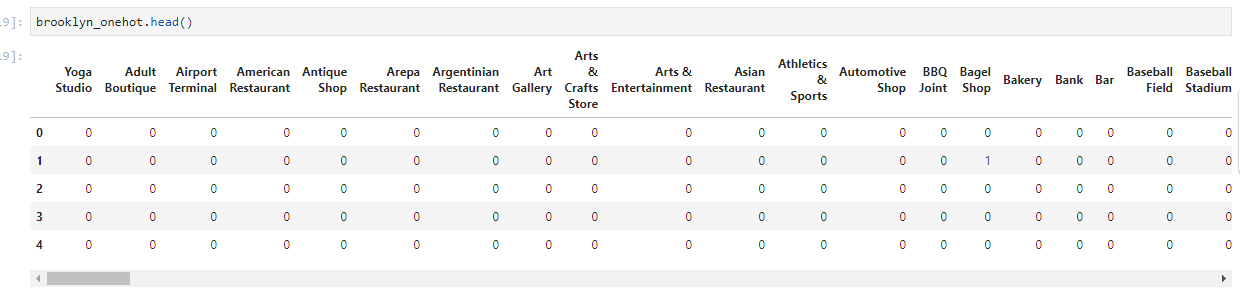 9]: brooklyn_onehot.head()
9]:
Yoga Studio Adult Boutique Airport Terminal American Restaurant Antique Shop Arepa Restaurant Argentinian Restaurant Art Gallery Arts & Crafts Store Arts & Entertainment Asian Restaurant Athletics & Sports Automotive Shop BBQ Joint Bagel Shop Bakery Bank Bar Baseball Field Baseball Stadium
0 0 0 0 0 0 0 0 0 0 0 0 0 0 0 0 0 0 0 0 0
1 0 0 0 0 0 0 0 0 0 0 0 0 0 0 1 0 0 0 0 0
2 0 0 0 0 0 0 0 0 0 0 0 0 0 0 0 0 0 0 0 0
3 0 0 0 0 0 0 0 0 0 0 0 0 0 0 0 0 0 0 0 0
4 0 0 0 0 0 0 0 0 0 0 0 0 0 0 0 0 0 0 0 0